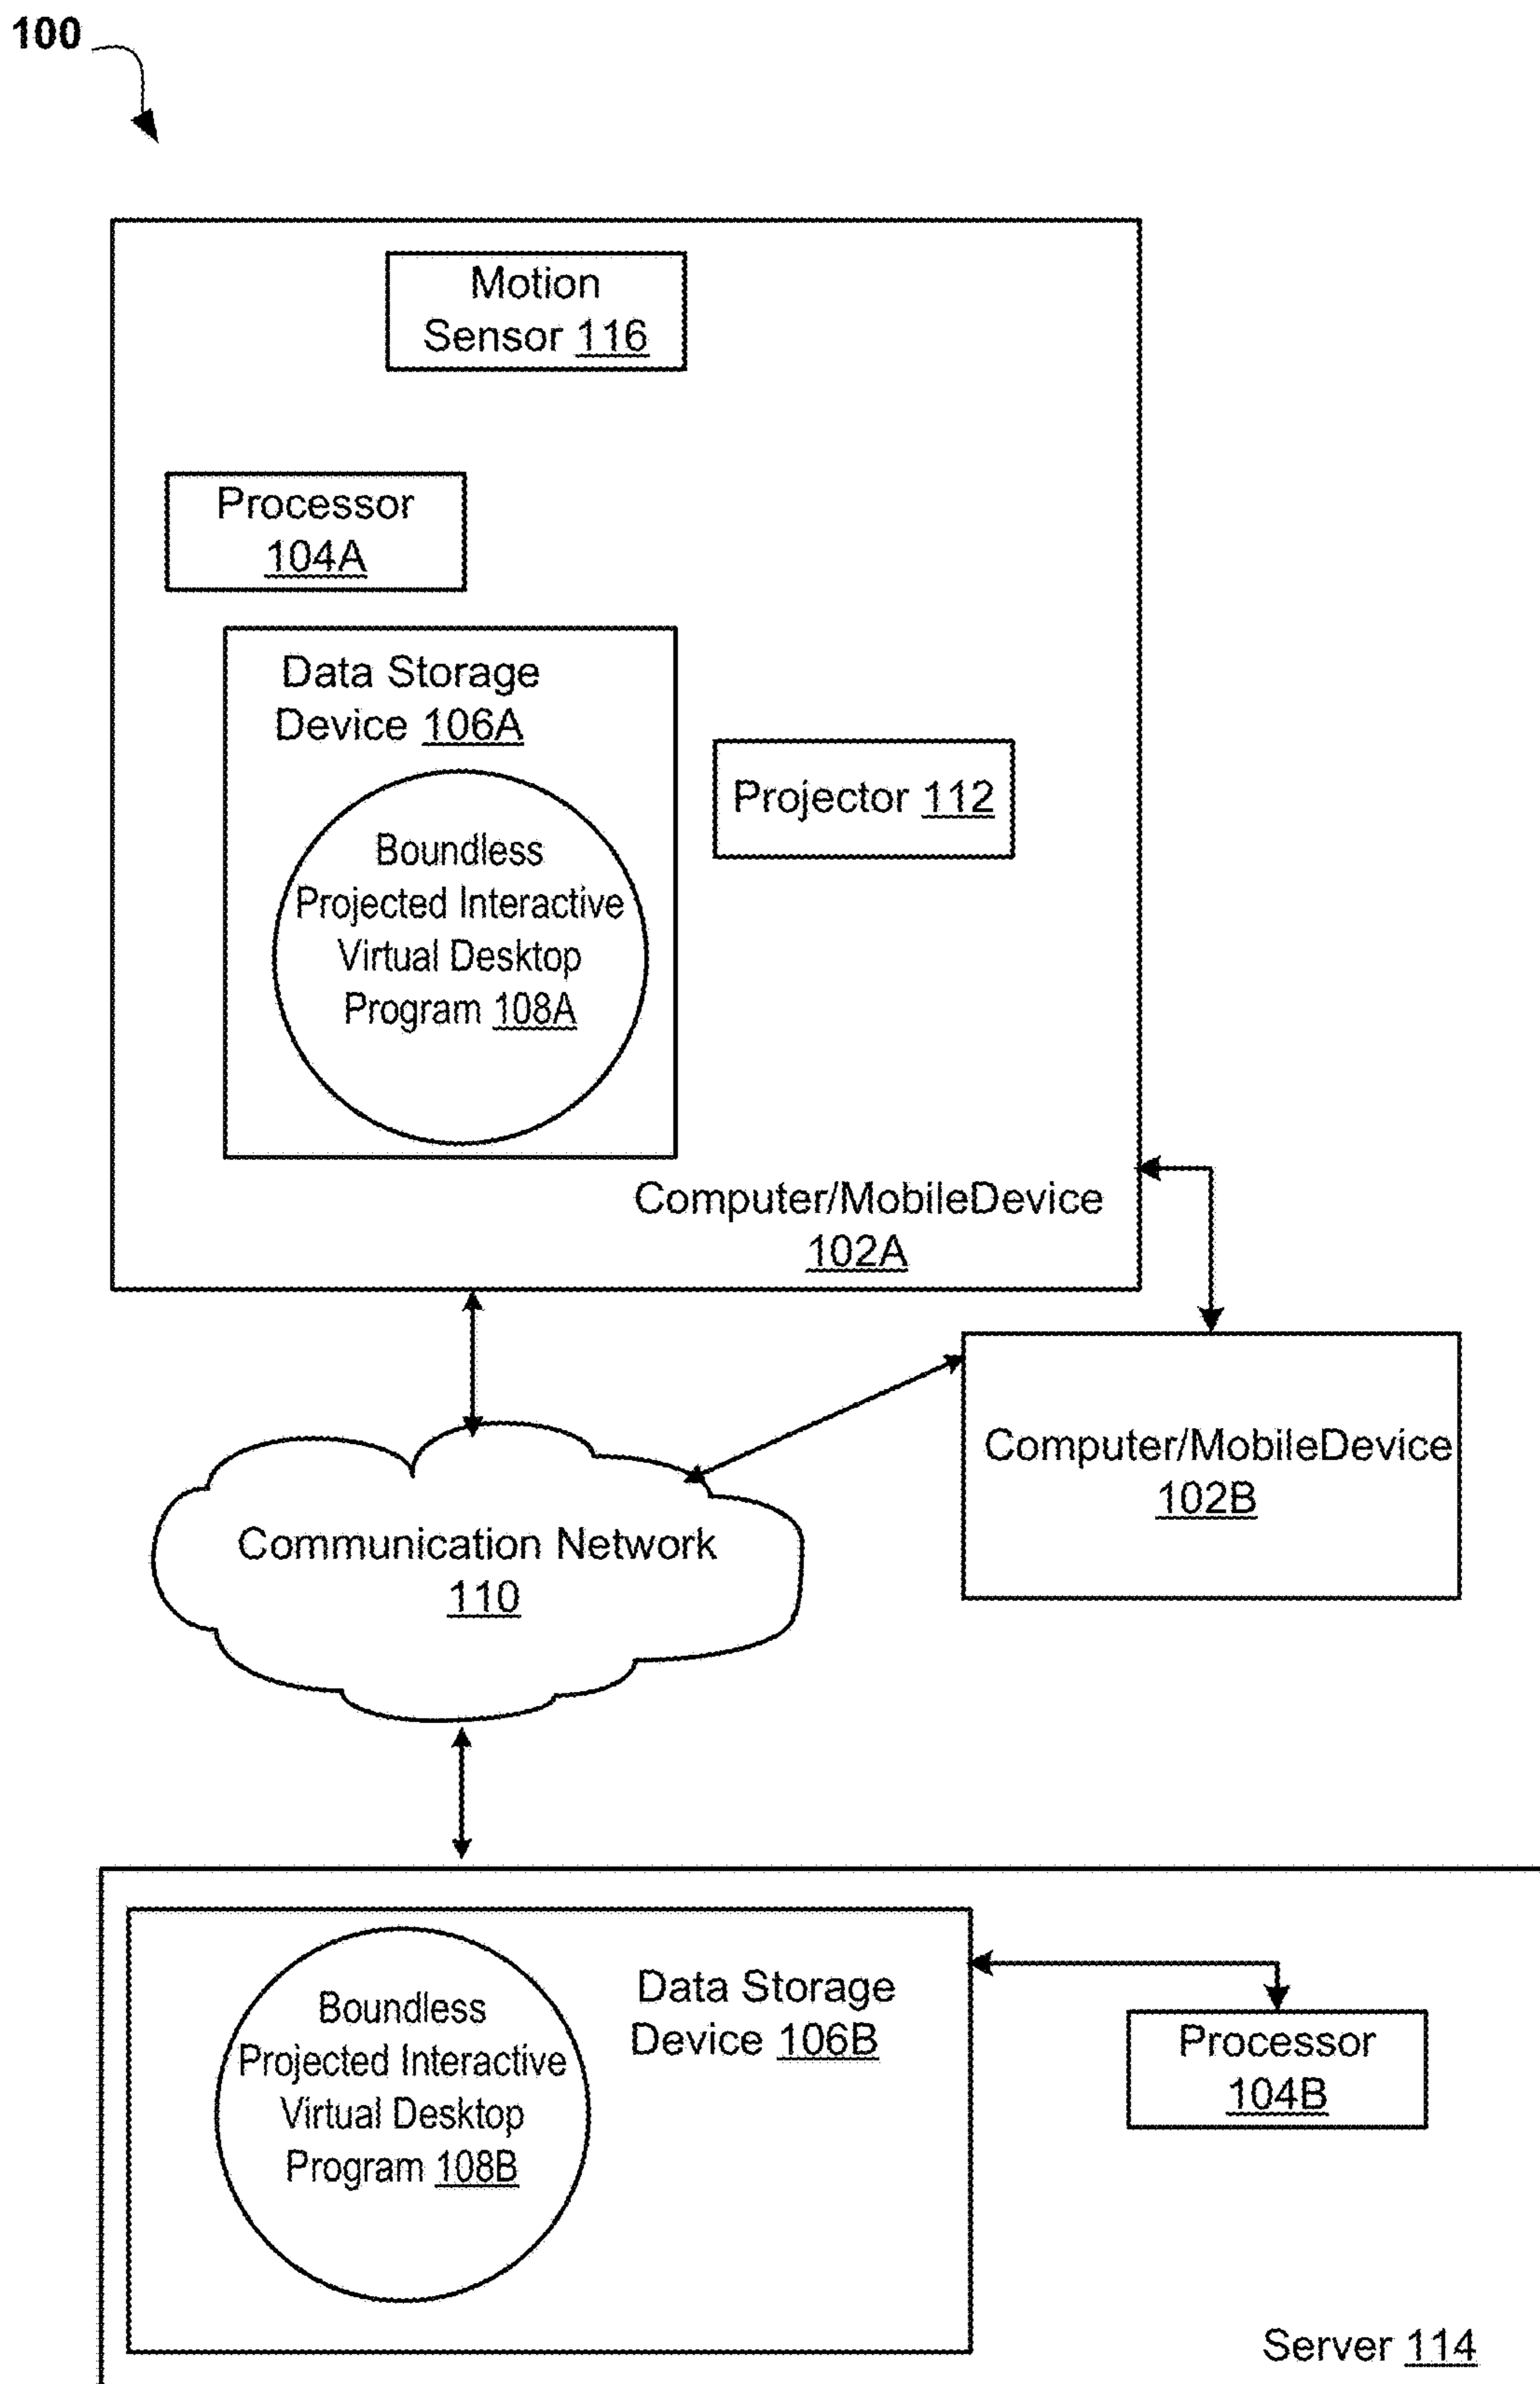 100
Motion
Sensor 116
Processor
104A
Data Storage
Device 106A
Projector 112
Boundless
Projected Interactive
Virtual Desktop
Program 108A
Computer/MobileDevice
102A
Computer/MobileDevice
102B
Communication Network
110
Boundless
Projected Interactive
Virtual Desktop
Program 108B
Data Storage
Device 106B
Processor
104B
Server 114